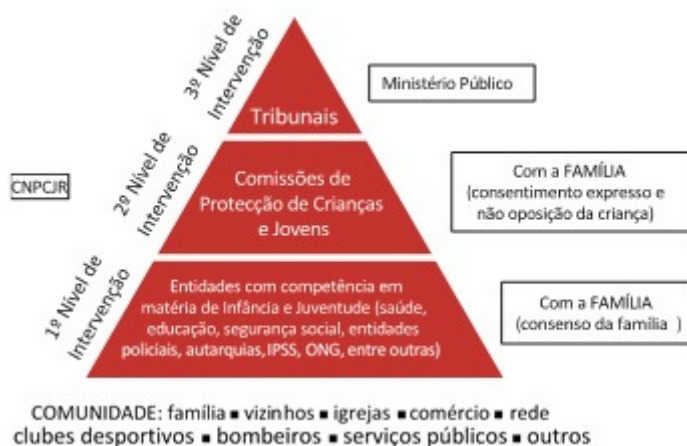 3º Nível de
Intervenção
Tribunais
Ministério Público
CNPCJR
2º Nível de
Intervenção
Comissões de
Protecção de Crianças
e Jovens
Com a FAMÍLIA
(consentimento expresso e
não oposição da criança)
1º Nível de
Intervenção
Entidades com competência em
matéria de Infância e Juventude (saúde,
educação, segurança social, entidades
policiais, autarquias, IPSS, ONG, entre outras)
Com a FAMÍLIA
(consenso da família )
COMUNIDADE: família ▪ vizinhos ▪ igrejas ▪ comércio ▪ rede
clubes desportivos ▪ bombeiros ▪ serviços públicos ▪ outros